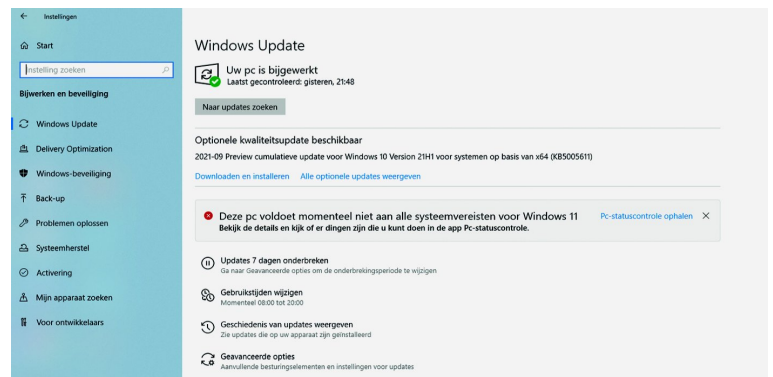 Instellingen
Start
Instelling zoeken
Bijwerken en beveiliging
Windows Update
Delivery Optimization
Windows-beveiliging
Back-up
Problemen oplossen
Systeemherstel
Activering
Mijn apparaat zoeken
Voor ontwikkelaars
Windows Update
Uw pc is bijgewerkt
Laatst gecontroleerd: gisteren, 21:48
Naar updates zoeken
Optionele kwaliteitsupdate beschikbaar
2021-09 Preview cumulatieve update voor Windows 10 Version 21H1 voor systemen op basis van x64 (KB5005611)
Downloaden en installeren Alle optionele updates weergeven
Deze pc voldoet momenteel niet aan alle systeemvereisten voor Windows 11 Pc-statuscontrole ophalen
Bekijk de details en kijk of er dingen zijn die u kunt doen in de app Pc-statuscontrole.
Updates 7 dagen onderbreken
Ga naar Geavanceerde opties om de onderbrekingsperiode te wijzigen
Gebruikstijden wijzigen
Momenteel 08:00 tot 20:00
Geschiedenis van updates weergeven
Zie updates die op uw apparaat zijn geïnstalleerd
Geavanceerde opties
Aanvullende besturingselementen en instellingen voor updates